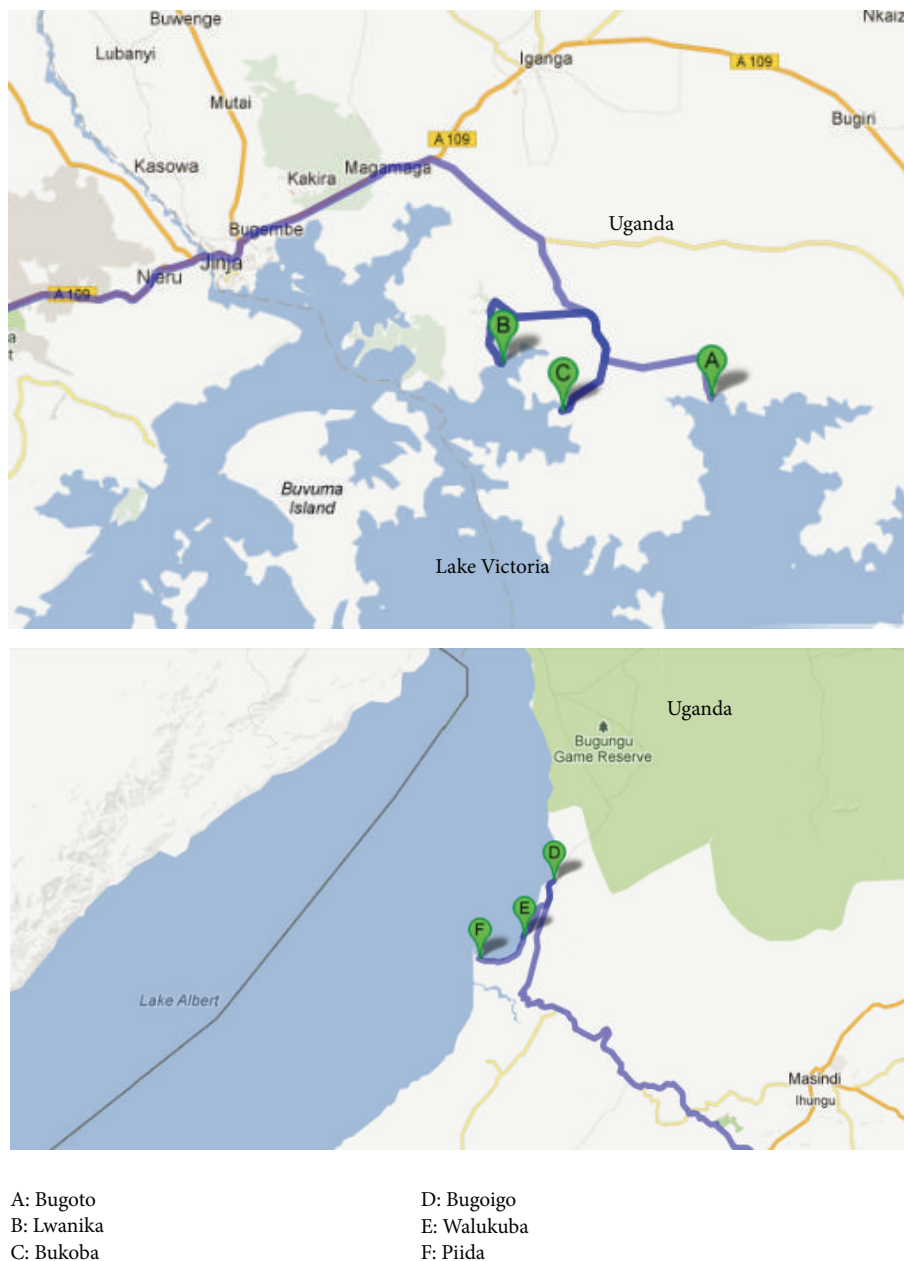 Buwenge
Nkaiz
Lubanyi
Iganga
A 109
Mutai
Bugiri
A 109
Kasowa
Magamaga
Kakira
Uganda
Bugembe
Jinja
Njeru
A 109
B
A
C
a
t
Buvuma
Island
Lake Victoria
Uganda
Bugungu
Game Reserve
D
E
F
Lake Albert
Masindi
Ihungu
A: Bugoto
B: Lwanika
C: Bukoba
D: Bugoigo
E: Walukuba
F: Piida